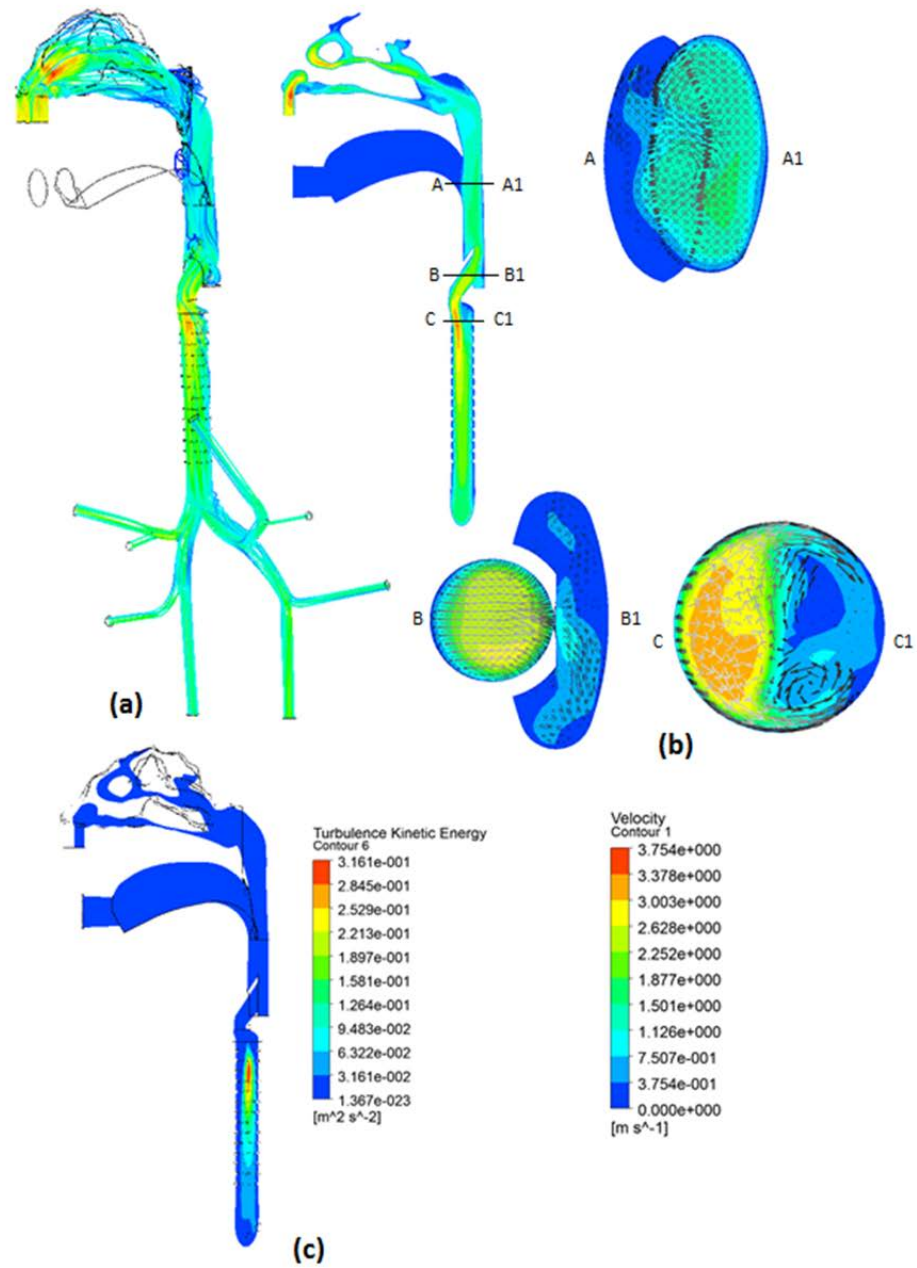 A
A1
A
A1
B
B1
C
C1
B
B1
C
C1
(a)
(b)
Turbulence Kinetic Energy
Contour 6
3.161e-001
2.845e-001
2.529e-001
2.213e-001
1.897e-001
1.581e-001
1.264e-001
9.483e-002
6.322e-002
3.161e-002
1.367e-023
[m^2 s^-2]
Velocity
Contour 1
3.754e+000
3.378e+000
3.003e+000
2.628e+000
2.252e+000
1.877e+000
1.501e+000
1.126e+000
7.507e-001
3.754e-001
0.000e+000
[m s^-1]
(c)